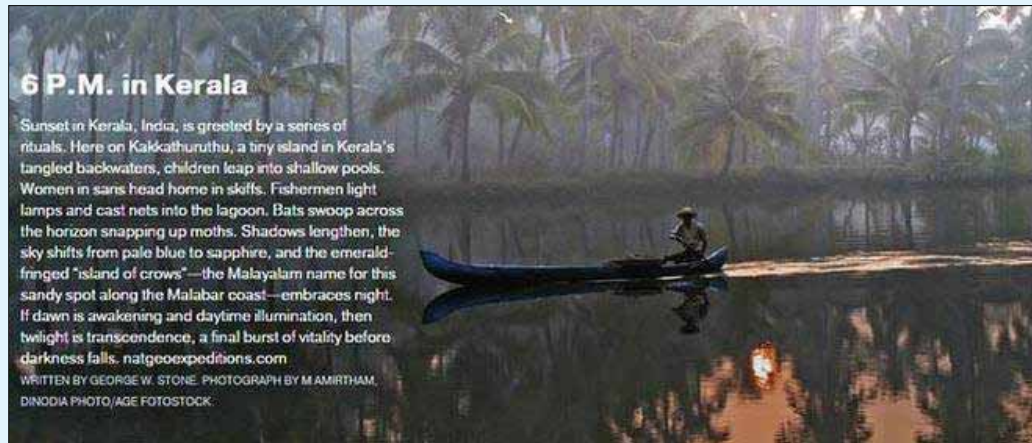 6 P.M. in Kerala
Sunset in Kerala, India, is greeted by a series of
rituals. Here on Kakkathuruthu, a tiny island in Kerala's
tangled backwaters, children leap into shallow pools.
Women in saris head home in skiffs. Fishermen light
lamps and cast nets into the lagoon. Bats swoop across
the horizon snapping up moths. Shadows lengthen, the
sky shifts from pale blue to sapphire, and the emerald-
fringed "island of crows"—the Malayalam name for this
sandy spot along the Malabar coast—embraces night.
If dawn is awakening and daytime illumination, then
twilight is transcendence, a final burst of vitality before
darkness falls. natgeoexpeditions.com
WRITTEN BY GEORGE W. STONE. PHOTOGRAPH BY M AMIRTHAM,
DINODIA PHOTO/AGE FOTOSTOCK.